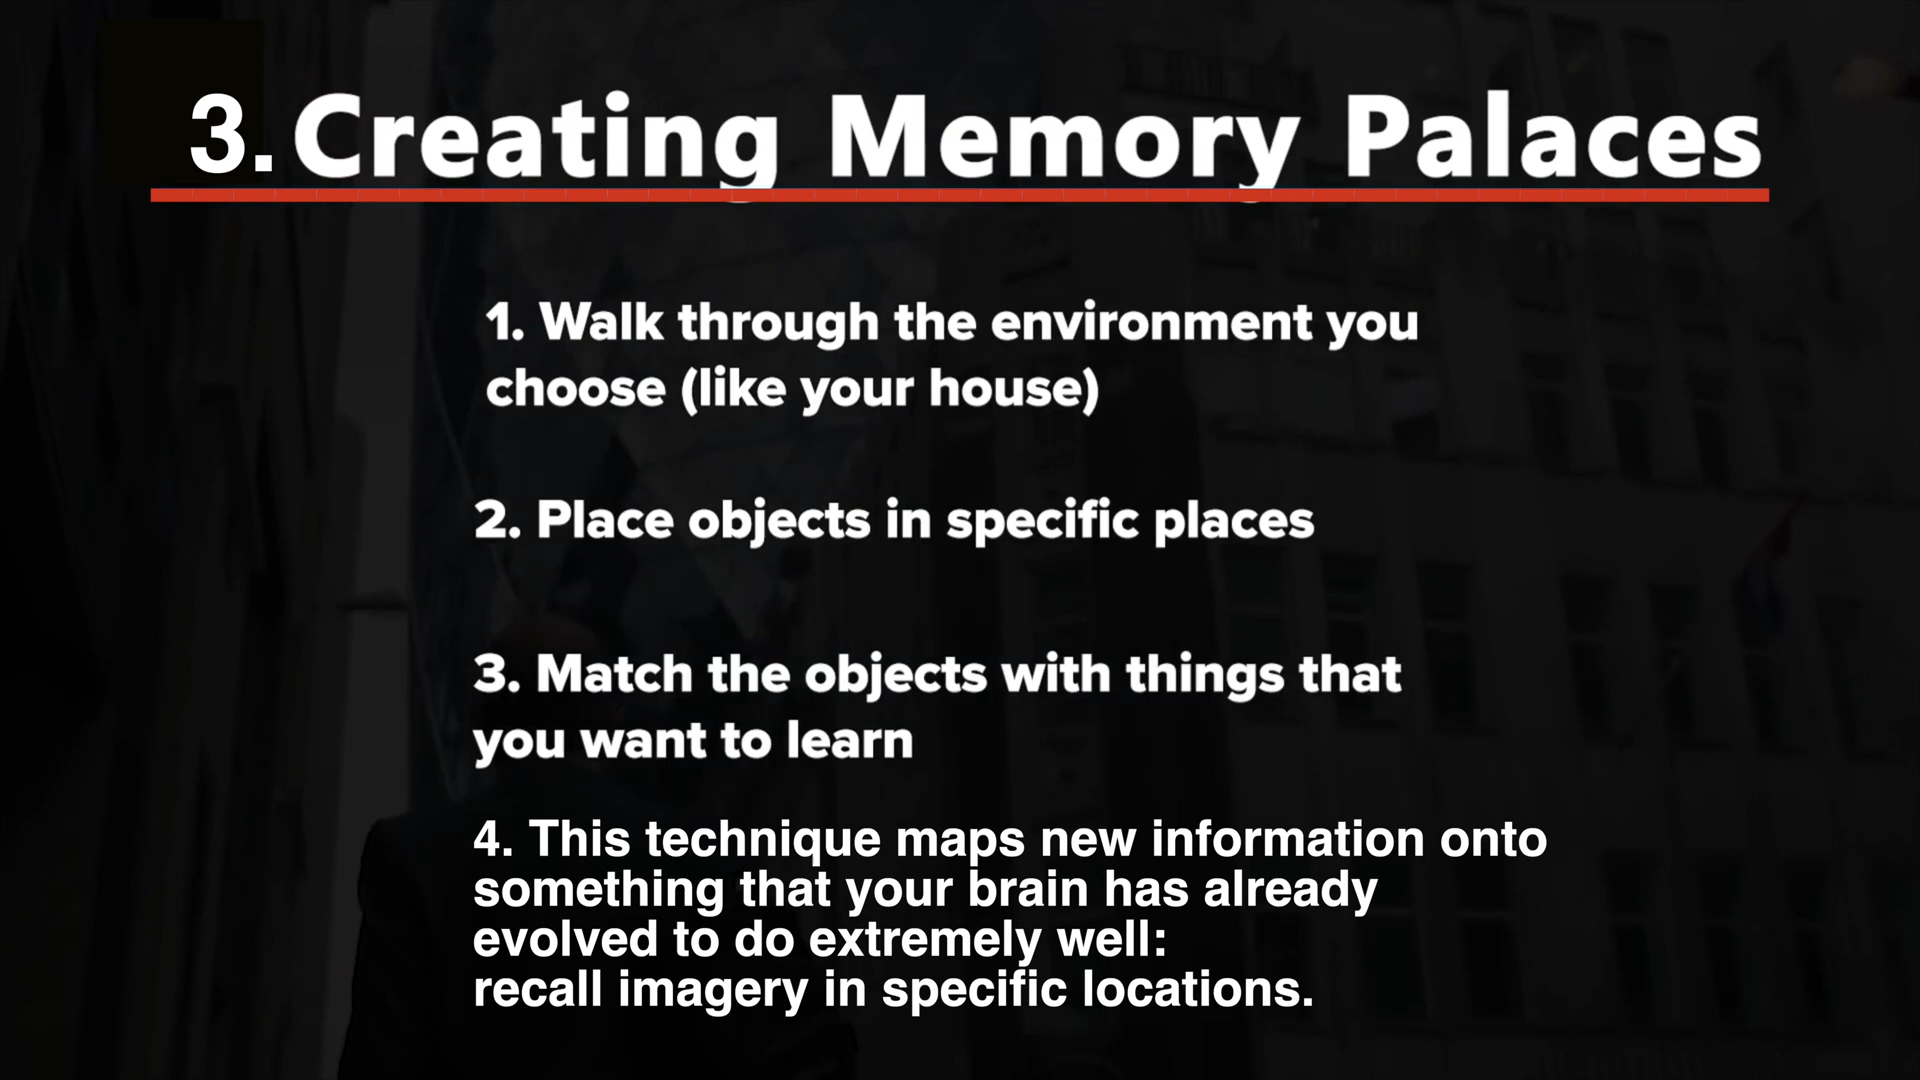 3. Creating Memory Palaces
1. Walk through the environment you
choose (like your house)
2. Place objects in specific places
3. Match the objects with things that
you want to learn
4. This technique maps new information onto
something that your brain has already
evolved to do extremely well:
recall imagery in specific locations.